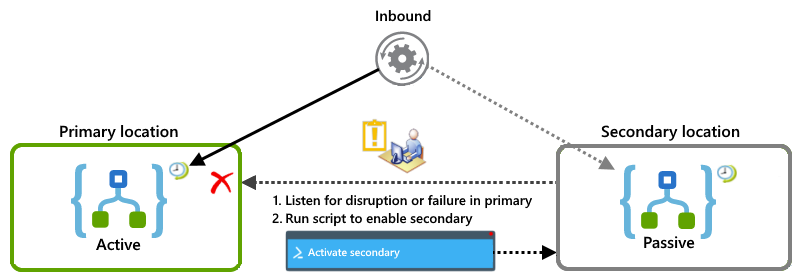 Inbound
Primary location
Secondary location
1. Listen for disruption or failure in primary
2. Run script to enable secondary
Active
Activate secondary
Passive